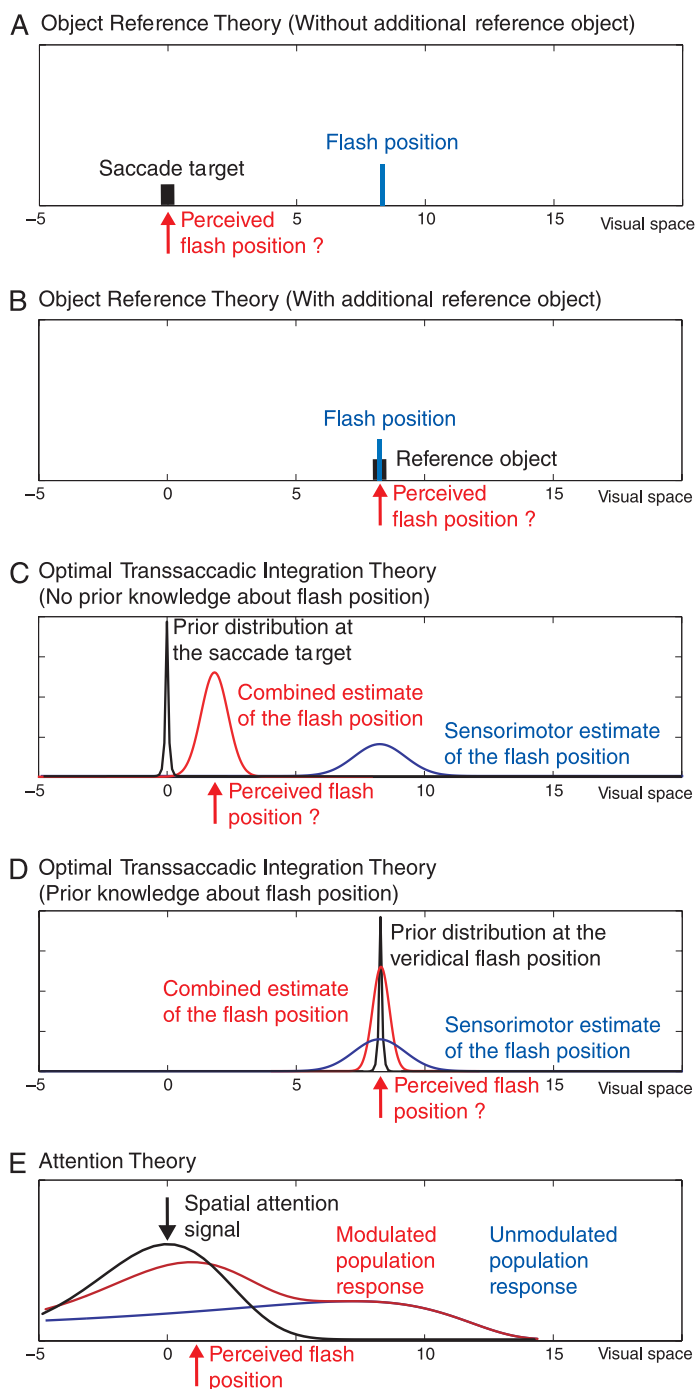 A Object Reference Theory (Without additional reference object)
Flash position
Saccade target
−5 0 5 10 15 Visual space
Perceived
flash position ?
B Object Reference Theory (With additional reference object)
Flash position
Reference object
−5 0 5 10 15 Visual space
Perceived
flash position ?
C Optimal Transsaccadic Integration Theory
(No prior knowledge about flash position)
Prior distribution at
the saccade target
Combined estimate
of the flash position
Sensorimotor estimate
of the flash position
−5 0 5 10 15 Visual space
Perceived flash
position ?
D Optimal Transsaccadic Integration Theory
(Prior knowledge about flash position)
Prior distribution at the
veridical flash position
Combined estimate
of the flash position
Sensorimotor estimate
of the flash position
−5 0 5 10 15 Visual space
Perceived flash
position ?
E Attention Theory
Spatial attention
signal
Modulated
population
response
Unmodulated
population
response
−5 0 5 10 15 Visual space
Perceived flash
position